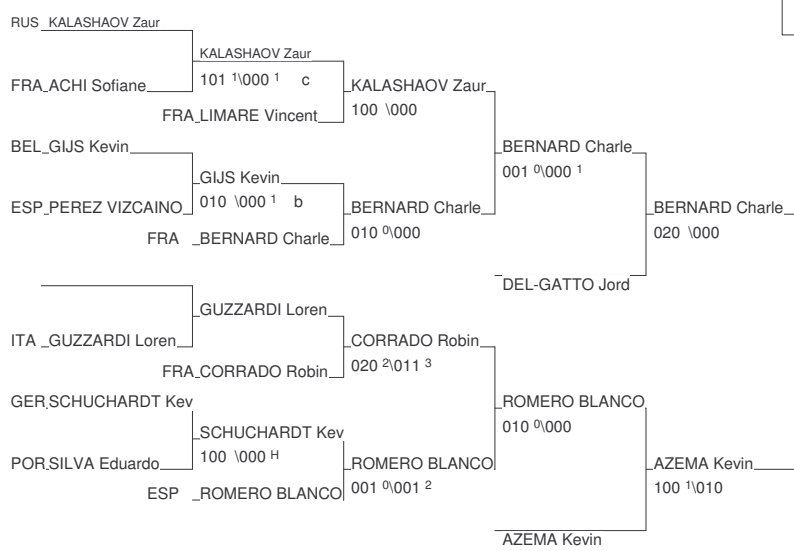 RUS KALASHAOV Zaur
KALASHAOV Zaur
FRA ACHI Sofiane
101 1\000 1 c
KALASHAOV Zaur
FRA LIMARE Vincent
100 \000
BEL GIJS Kevin
BERNARD Charle
001 0\000 1
GIJS Kevin
ESP PEREZ VIZCAINO
010 \000 1 b
BERNARD Charle
BERNARD Charle
FRA BERNARD Charle
010 0\000
020 \000
DEL-GATTO Jord
GUZZARDI Loren
ITA GUZZARDI Loren
CORRADO Robin
FRA CORRADO Robin
020 2\011 3
GER SCHUCHARDT Kev
ROMERO BLANCO
010 0\000
SCHUCHARDT Kev
100 \000 H
POR SILVA Eduardo
ROMERO BLANCO
AZEMA Kevin
ESP ROMERO BLANCO
001 0\001 2
100 1\010
AZEMA Kevin